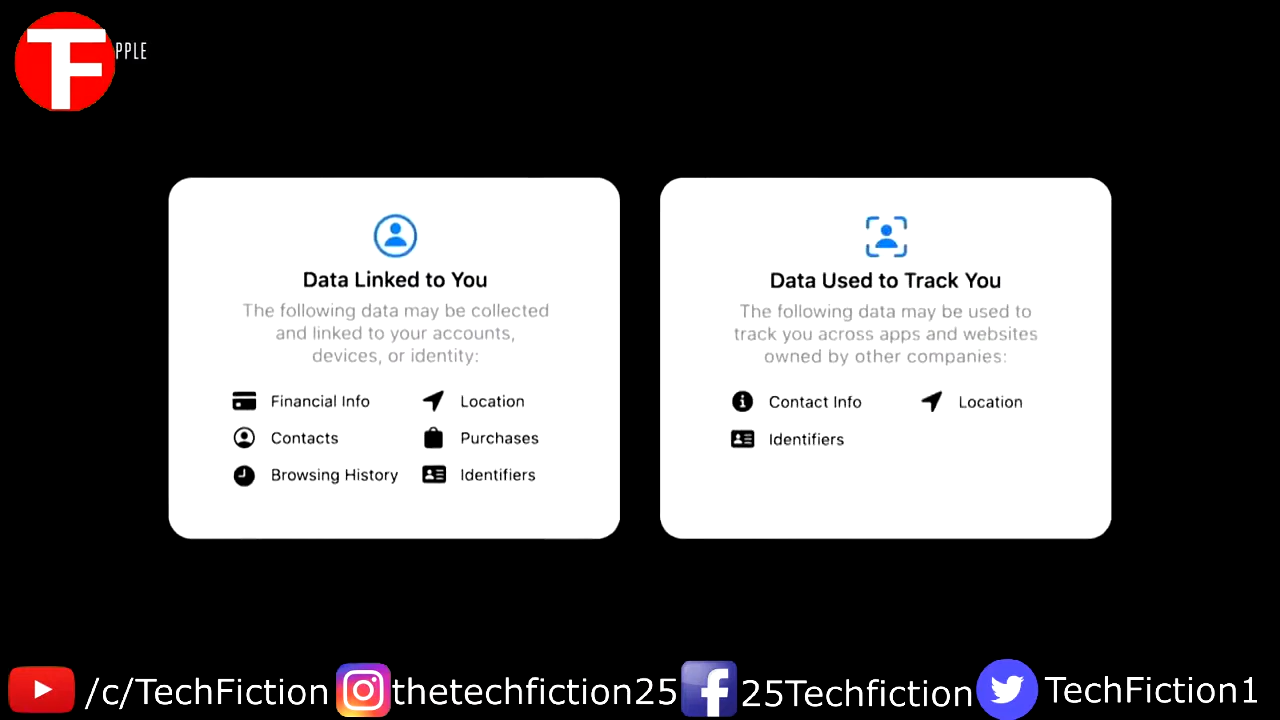 TF
PPLE
Data Linked to You
The following data may be collected
and linked to your accounts,
devices, or identity:
Financial Info
Location
Contacts
Purchases
Browsing History
Identifiers
Data Used to Track You
The following data may be used to
track you across apps and websites
owned by other companies:
Contact Info
Location
Identifiers
/c/TechFiction
thetechfiction25
25Techfiction
TechFiction1